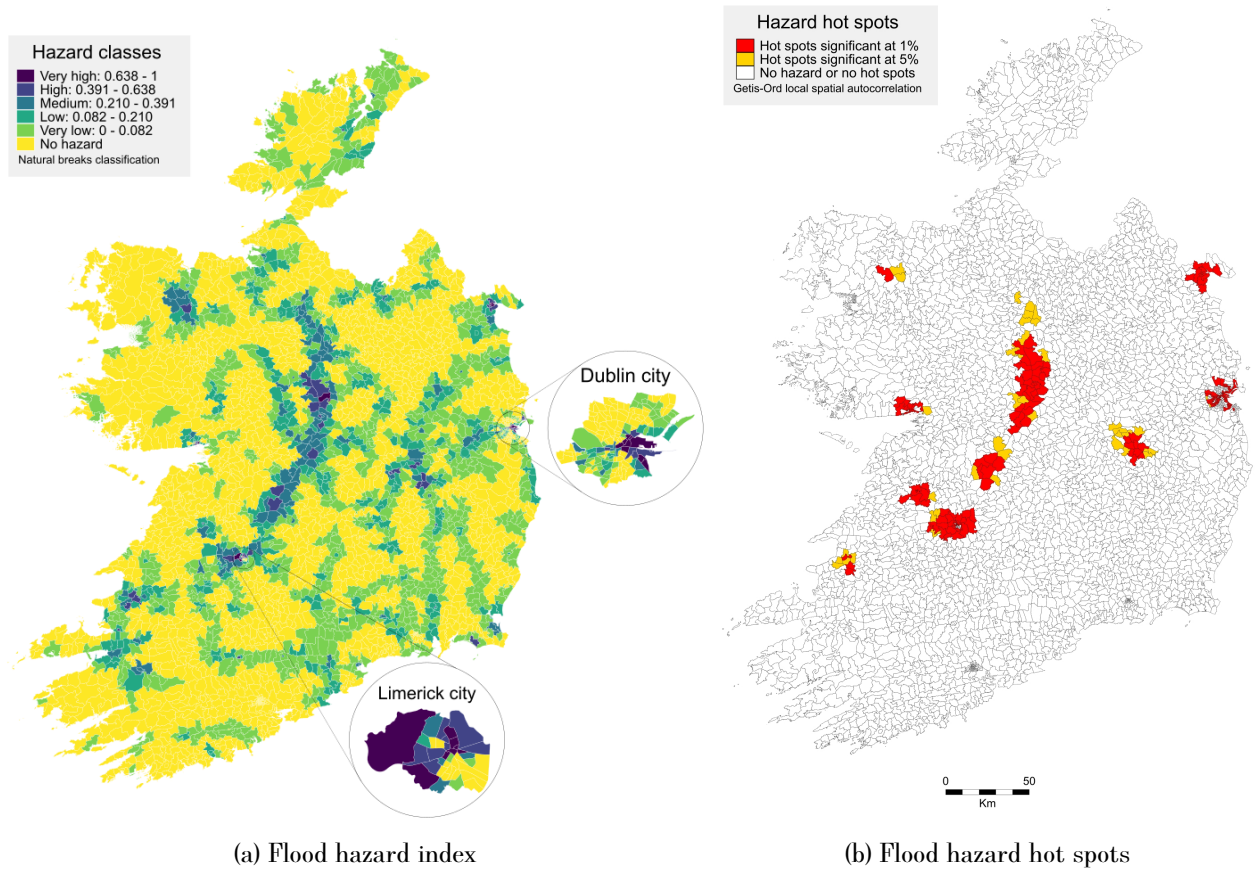 Hazard classes
Very high: 0.638 - 1
High: 0.391 - 0.638
Medium: 0.210 - 0.391
Low: 0.082 - 0.210
Very low: 0 - 0.082
No hazard
Natural breaks classification
Dublin city
Limerick city
(a) Flood hazard index
Hazard hot spots
Hot spots significant at 1%
Hot spots significant at 5%
No hazard or no hot spots
Getis-Ord local spatial autocorrelation
0 50
Km
(b) Flood hazard hot spots